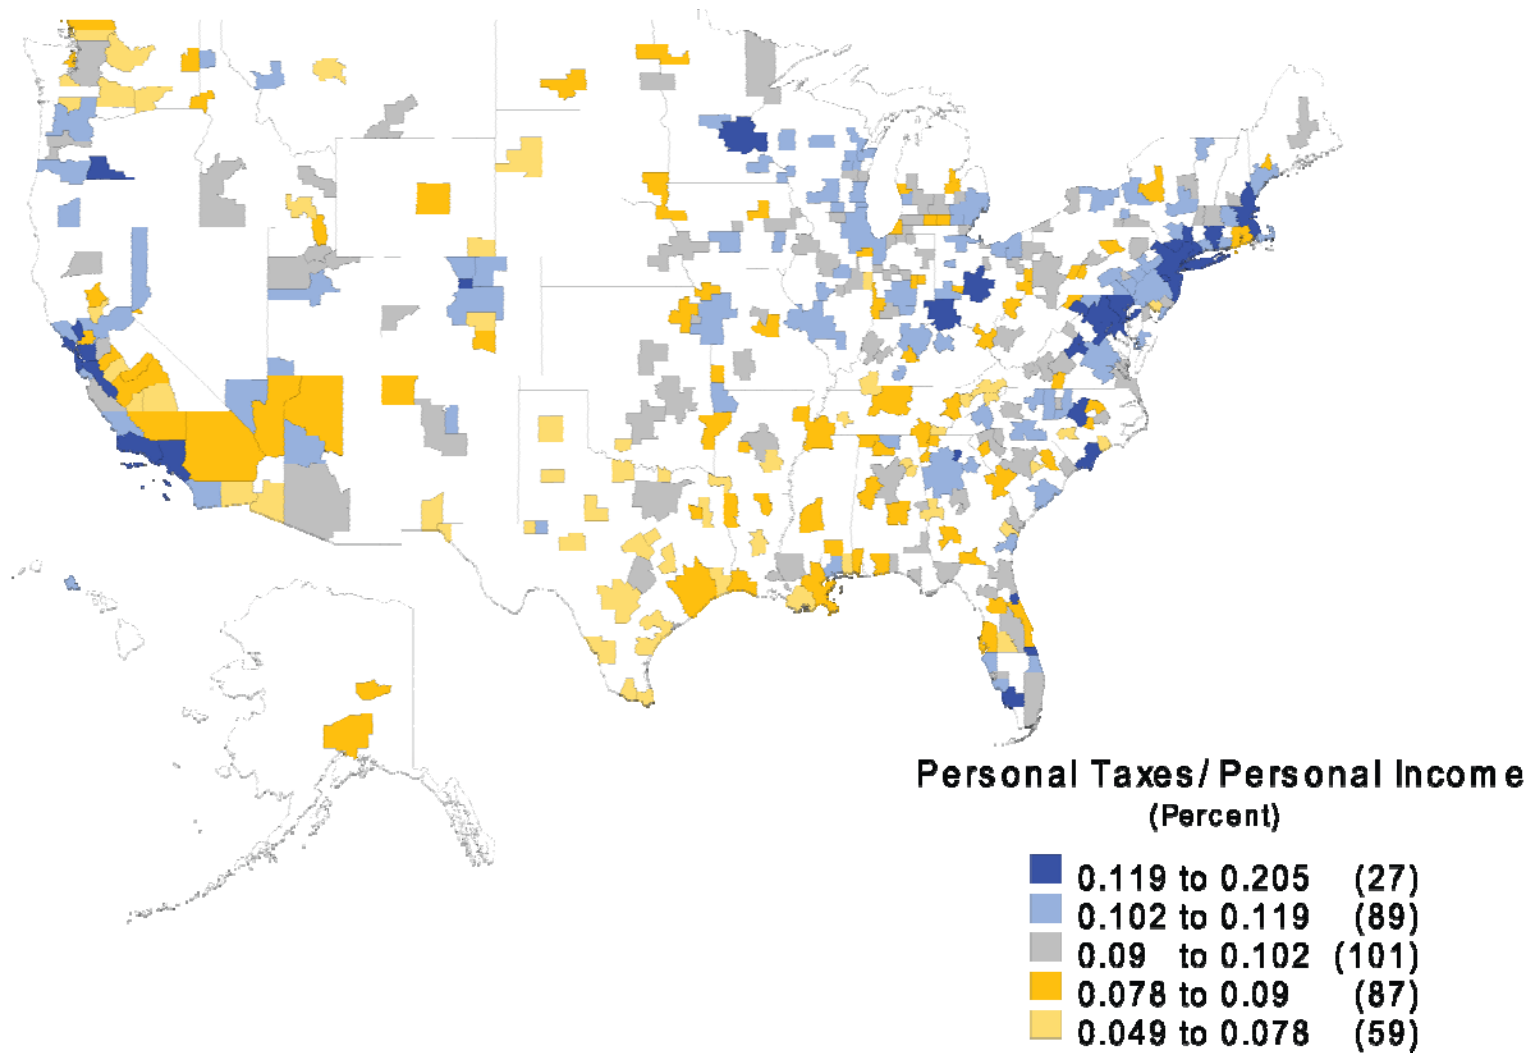 Personal Taxes/Personal Income
(Percent)
0.119 to 0.205 (27)
0.102 to 0.119 (89)
0.09 to 0.102 (101)
0.078 to 0.09 (87)
0.049 to 0.078 (59)